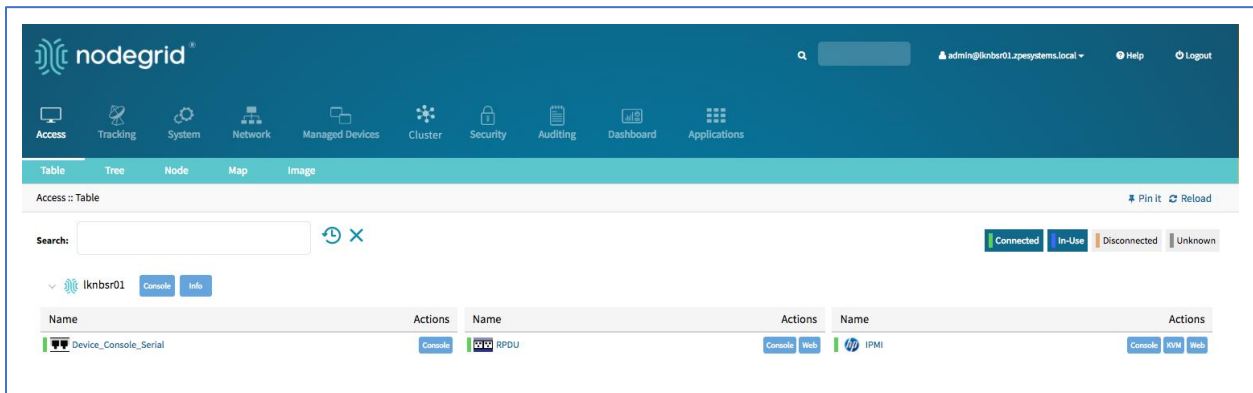 nodegrid®
admin@lknbsr01.zpesystems.local Help Logout
Access Tracking System Network Managed Devices Cluster Security Auditing Dashboard Applications
Table Tree Node Map Image
Access :: Table Pin it Reload
Search: Connected In-Use Disconnected Unknown
lknbsr01 Console Info
Name Actions Name Actions Name Actions
Device_Console_Serial Console RPDU Console Web hp IPMI Console KVM Web